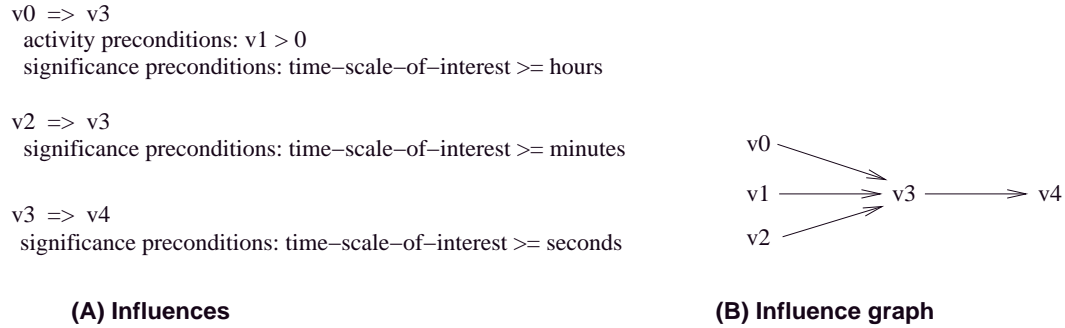 v0 => v3
activity preconditions: v1 > 0
significance preconditions: time−scale−of−interest >= hours
v2 => v3
significance preconditions: time−scale−of−interest >= minutes
v3 => v4
significance preconditions: time−scale−of−interest >= seconds
(A) Influences
v0
v1
v3
v4
v2
(B) Influence graph